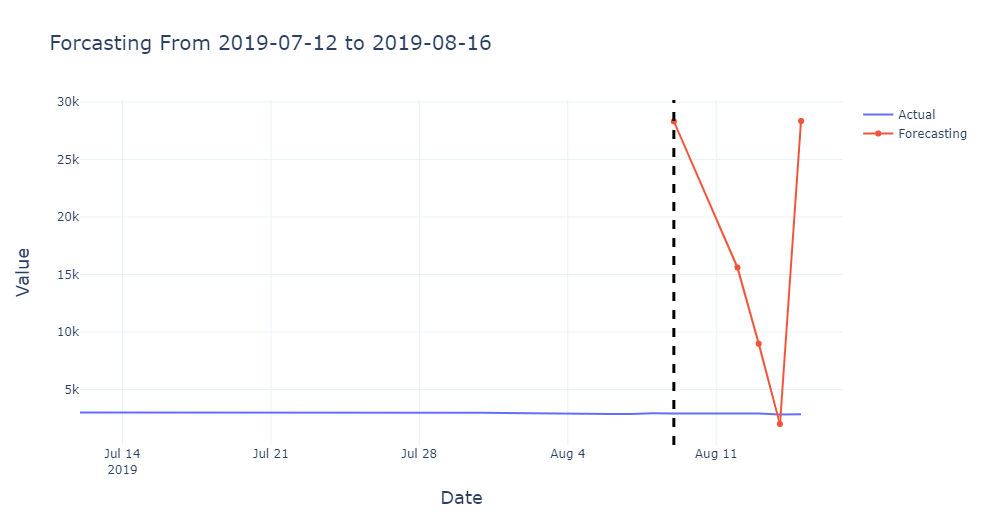 Forcasting From 2019-07-12 to 2019-08-16
30k
25k
20k
15k
10k
5k
Value
Jul 14
2019
Jul 21
Jul 28
Aug 4
Aug 11
Date
Actual
Forecasting